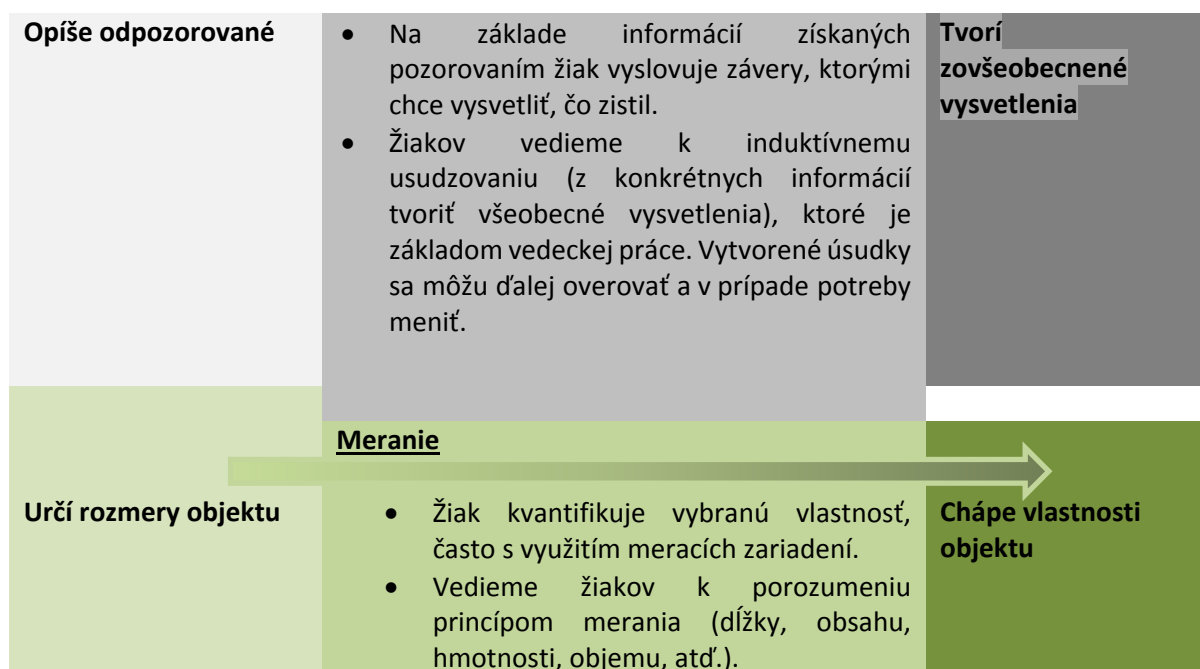 Opíše odpozorované
• Na základe informácií získaných
pozorovaním žiak vyslovuje závery, ktorými
chce vysvetliť, čo zistil.
• Žiakov vedieme k induktívnemu
usudzovaniu (z konkrétnych informácií
tvoriť všeobecné vysvetlenia), ktoré je
základom vedeckej práce. Vytvorené úsudky
sa môžu ďalej overovať a v prípade potreby
meniť.
Tvorí
zovšeobecnené
vysvetlenia
Meranie
Určí rozmery objektu
• Žiak kvantifikuje vybranú vlastnosť,
často s využitím meracích zariadení.
• Vedieme žiakov k porozumeniu
princípom merania (dĺžky, obsahu,
hmotnosti, objemu, atď.).
Chápe vlastnosti
objektu